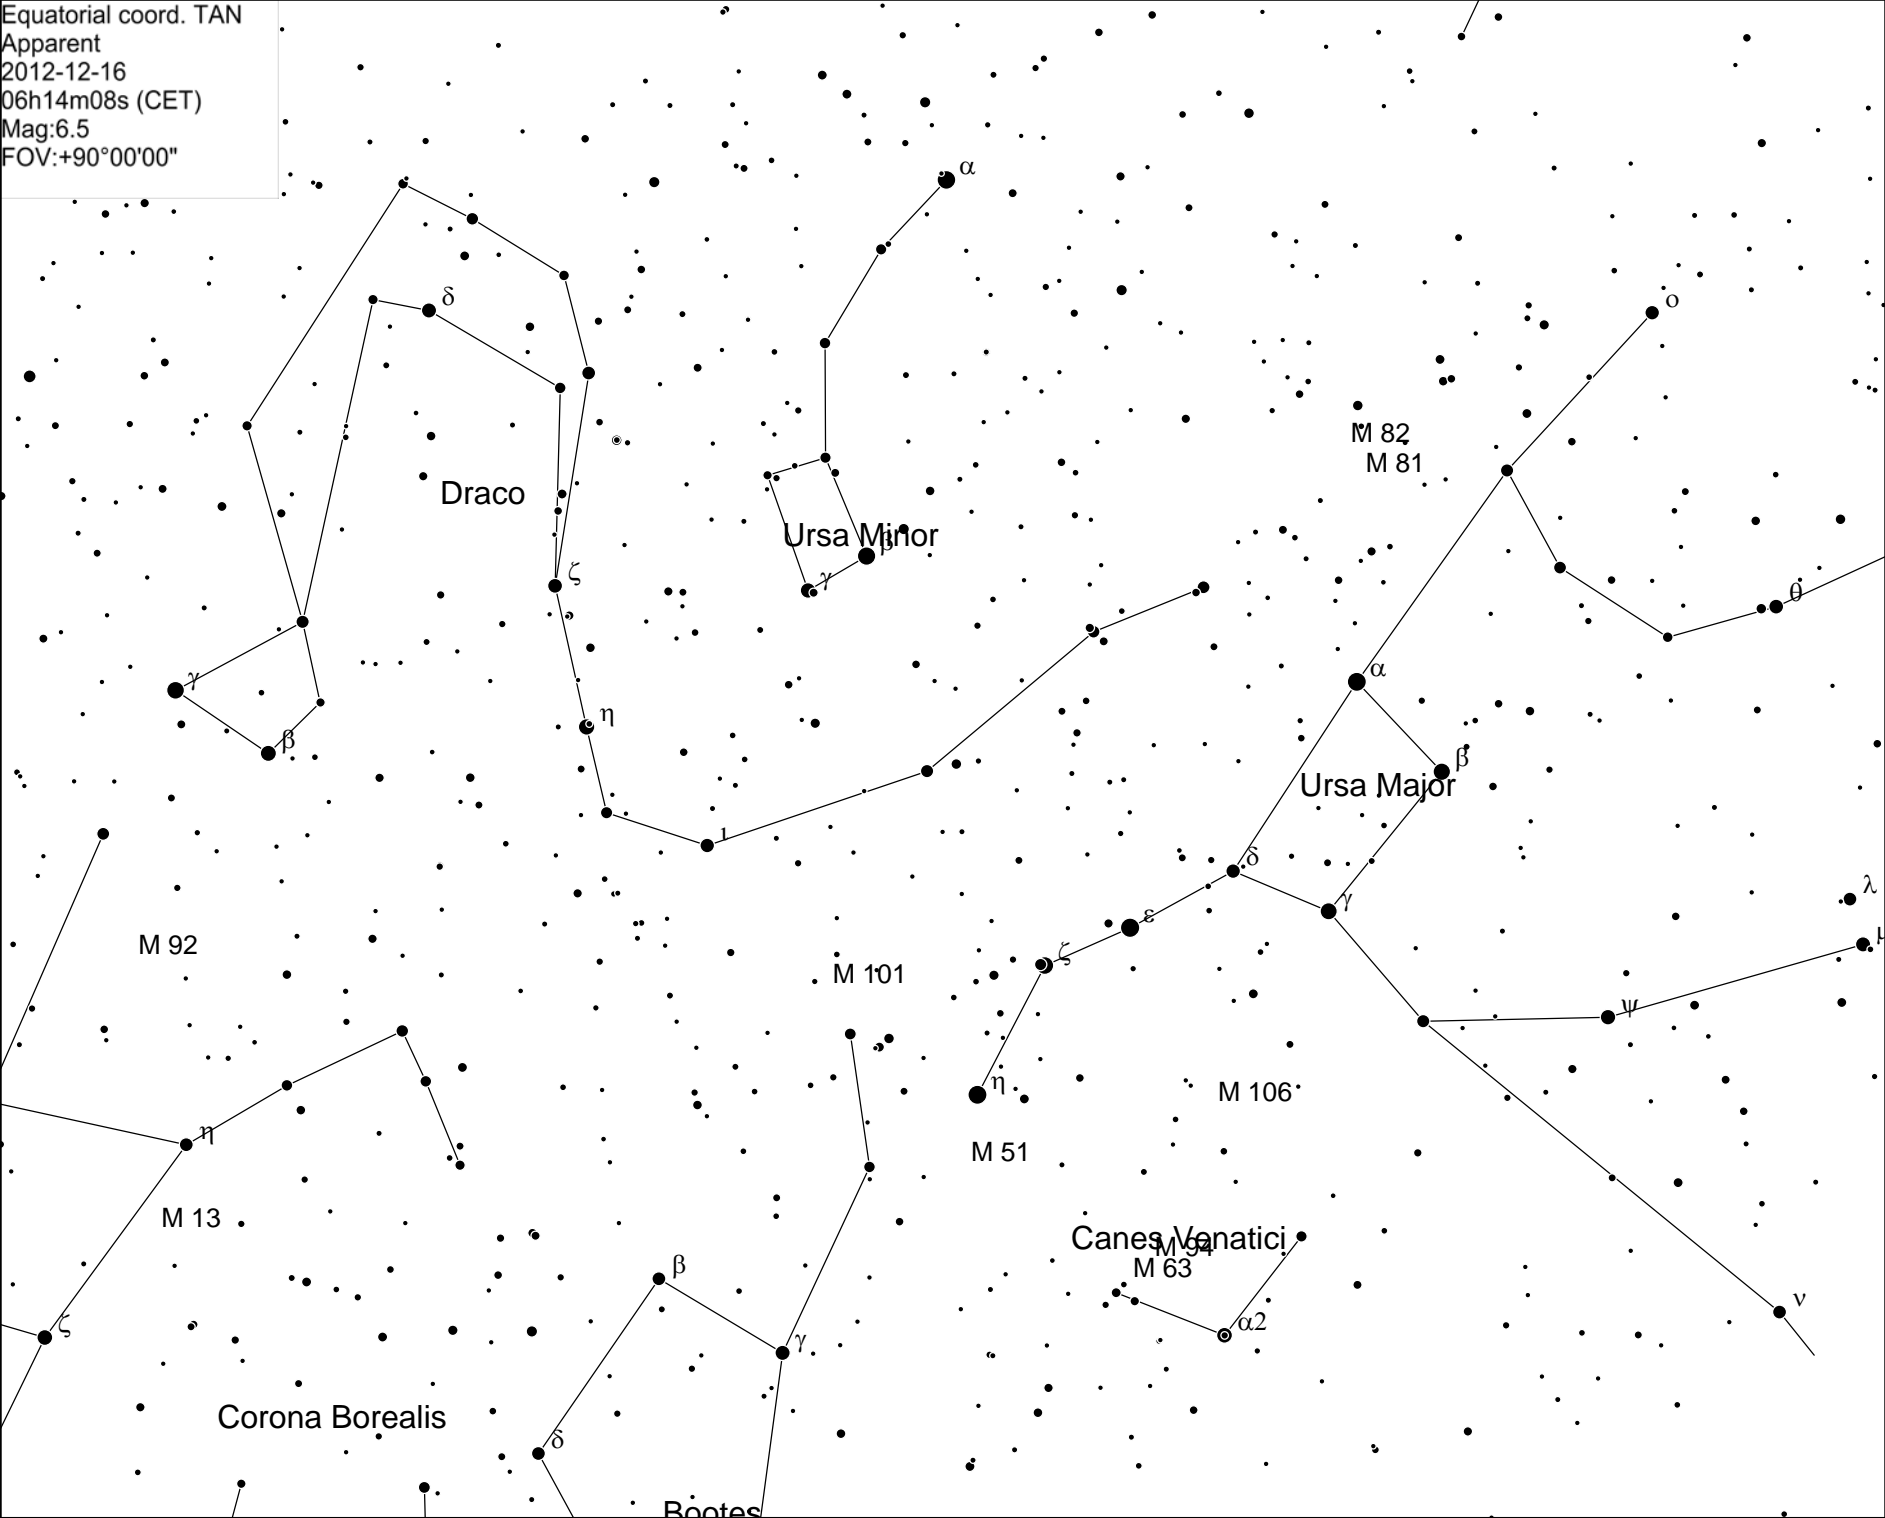 Equatorial coord. TAN
Apparent
2012-12-16
06h14m08s (CET)
Mag:6.5
FOV:+90°00'00"
α
δ
ο
M 82
M 81
Draco
Ursa Minor
β
ζ
γ
θ
α
γ
η
β
β
Ursa Major
ι
δ
λ
γ
ε
μ
M 92
ζ
M 101
ψ
η
M 106
η
M 51
M 13
Canes Venatici
M 94
M 63
β
ν
α2
ζ
γ
Corona Borealis
δ
Bootes